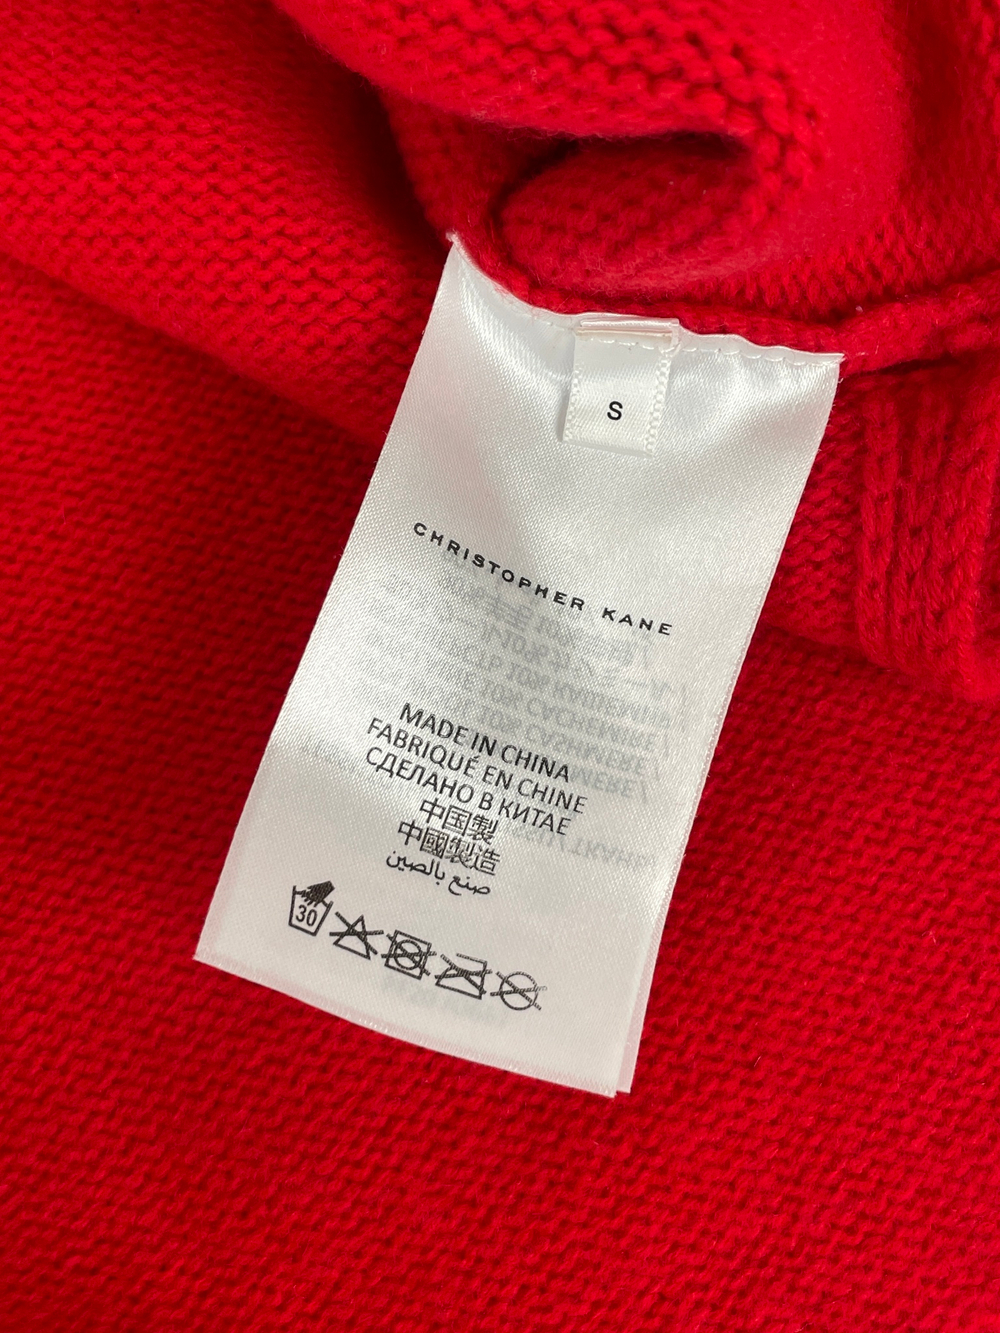 S
CHRISTOPHER KANE
MADE IN CHINA
FABRIQUÉ EN CHINE
СДЕЛАНО В КИТАЕ
中国製
中國製造
صنع بالصين
30